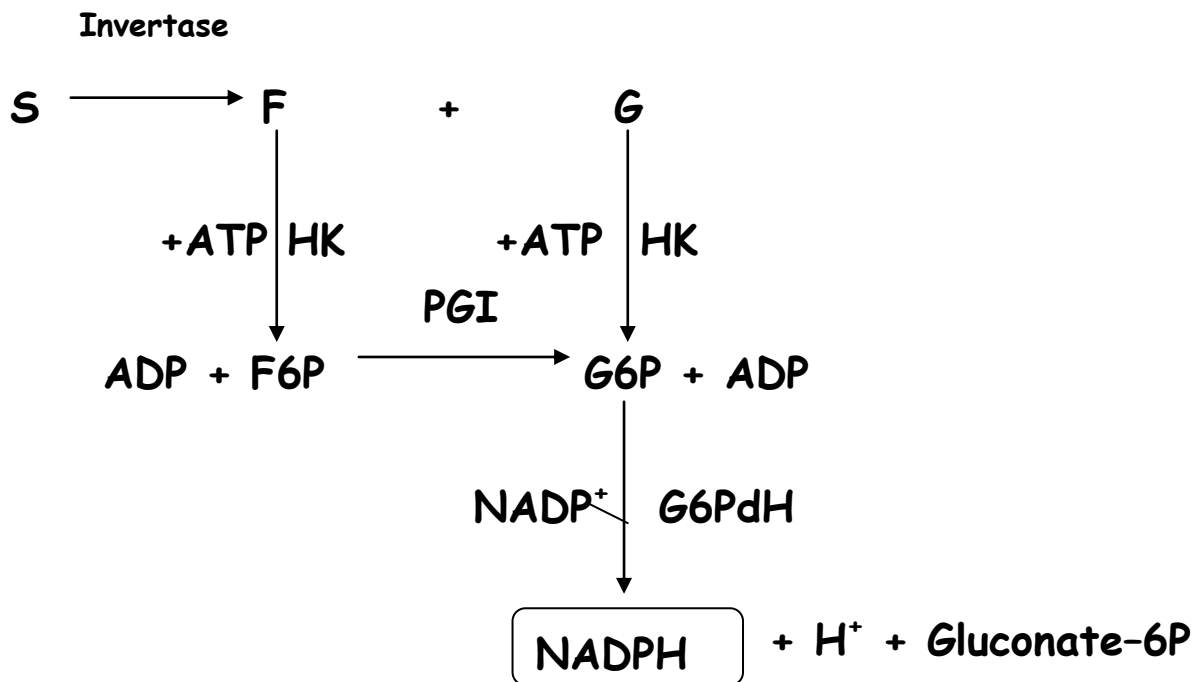 Invertase
S F + G
+ATP HK +ATP HK
PGI
ADP + F6P G6P + ADP
NADP⁺ G6PdH
NADPH + H⁺ + Gluconate-6P